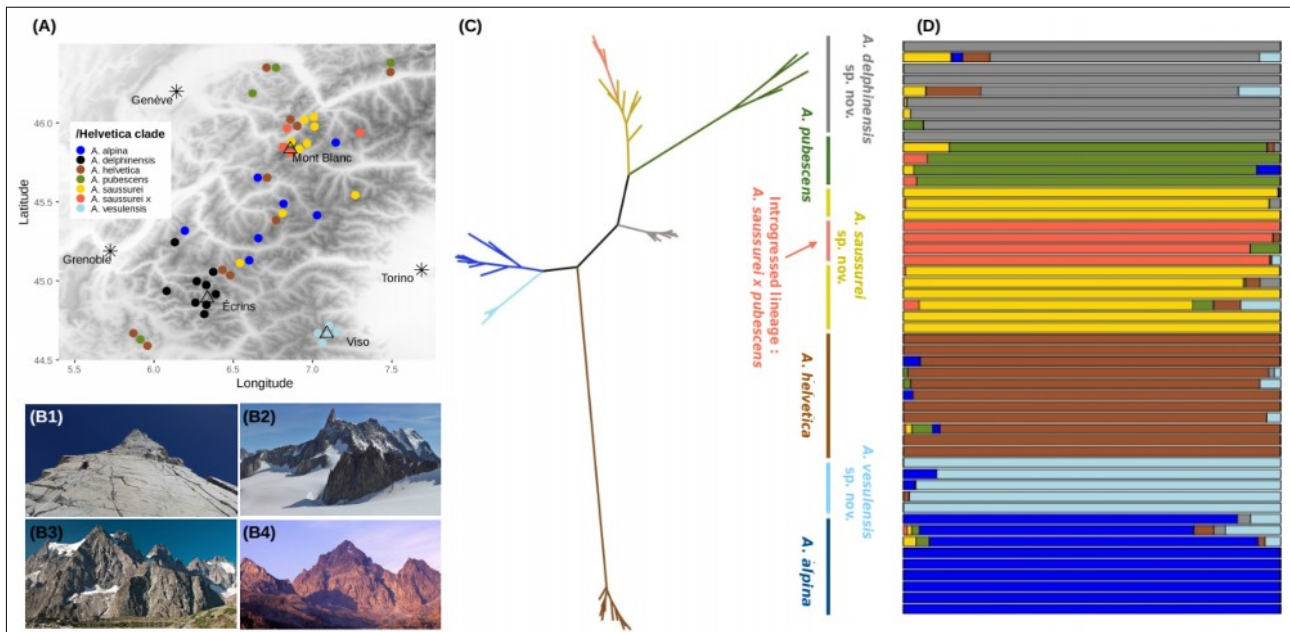 (A)
Genève
/Helvetica clade
A. alpina
A. delphinensis
A. helvetica
A. pubescens
A. saussurei
A. saussurei x
A. vesulensis
Mont Blanc
Grenoble
Torino
Écrins
Viso
46.0
45.5
45.0
44.5
Latitude
5.5 6.0 6.5 7.0 7.5
Longitude
(B1)
(B2)
(B3)
(B4)
(C)
A. delphinensis
sp. nov.
A. pubescens
A. saussurei
sp. nov.
Introgressed lineage :
A. saussurei x pubescens
A. helvetica
A. vesulensis
sp. nov.
A. alpina
(D)